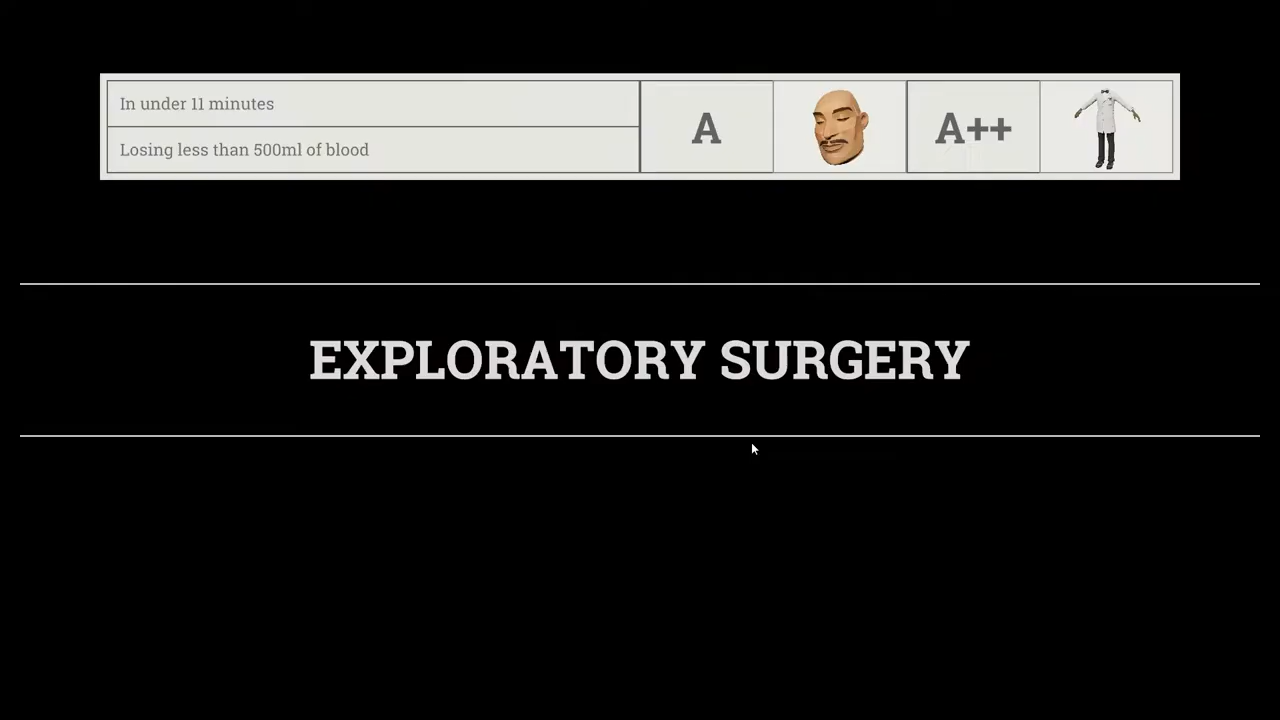 In under 11 minutes
Losing less than 500ml of blood
A
A++
EXPLORATORY SURGERY